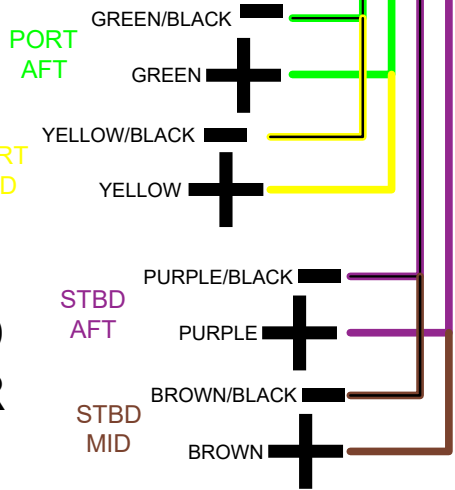 GREEN/BLACK
PORT
AFT
GREEN
YELLOW/BLACK
YELLOW
PURPLE/BLACK
STBD
AFT
PURPLE
BROWN/BLACK
STBD
MID
BROWN